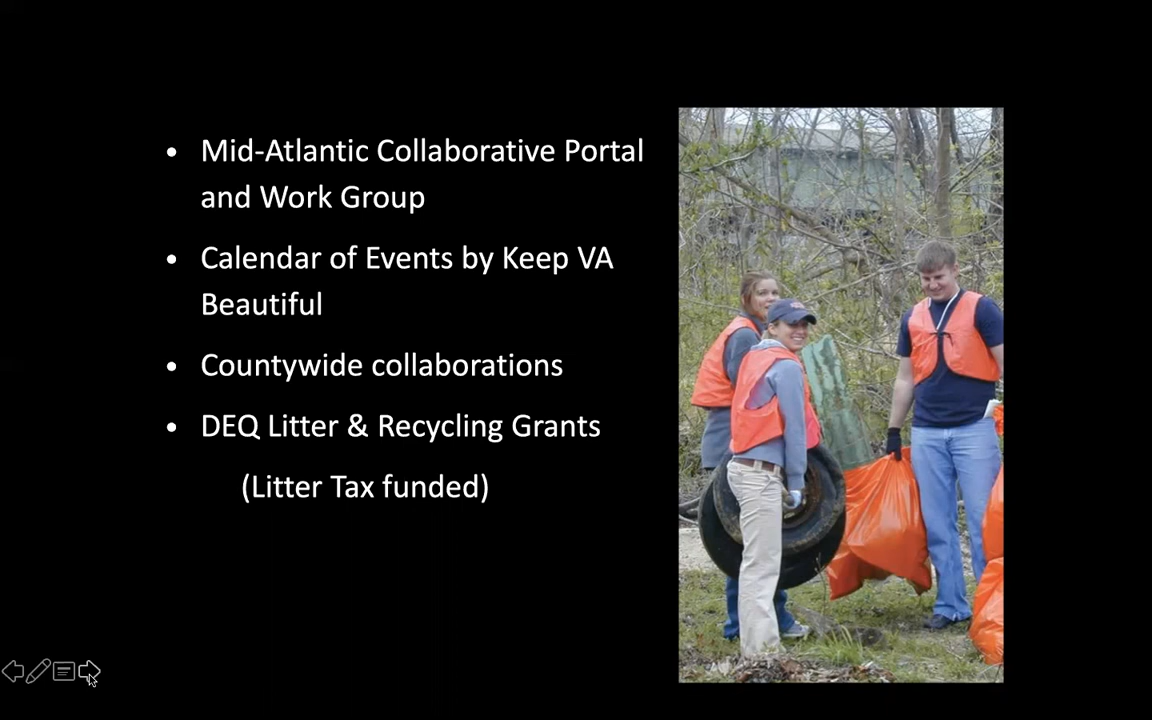 • Mid-Atlantic Collaborative Portal
and Work Group
• Calendar of Events by Keep VA
Beautiful
• Countywide collaborations
• DEQ Litter & Recycling Grants
(Litter Tax funded)